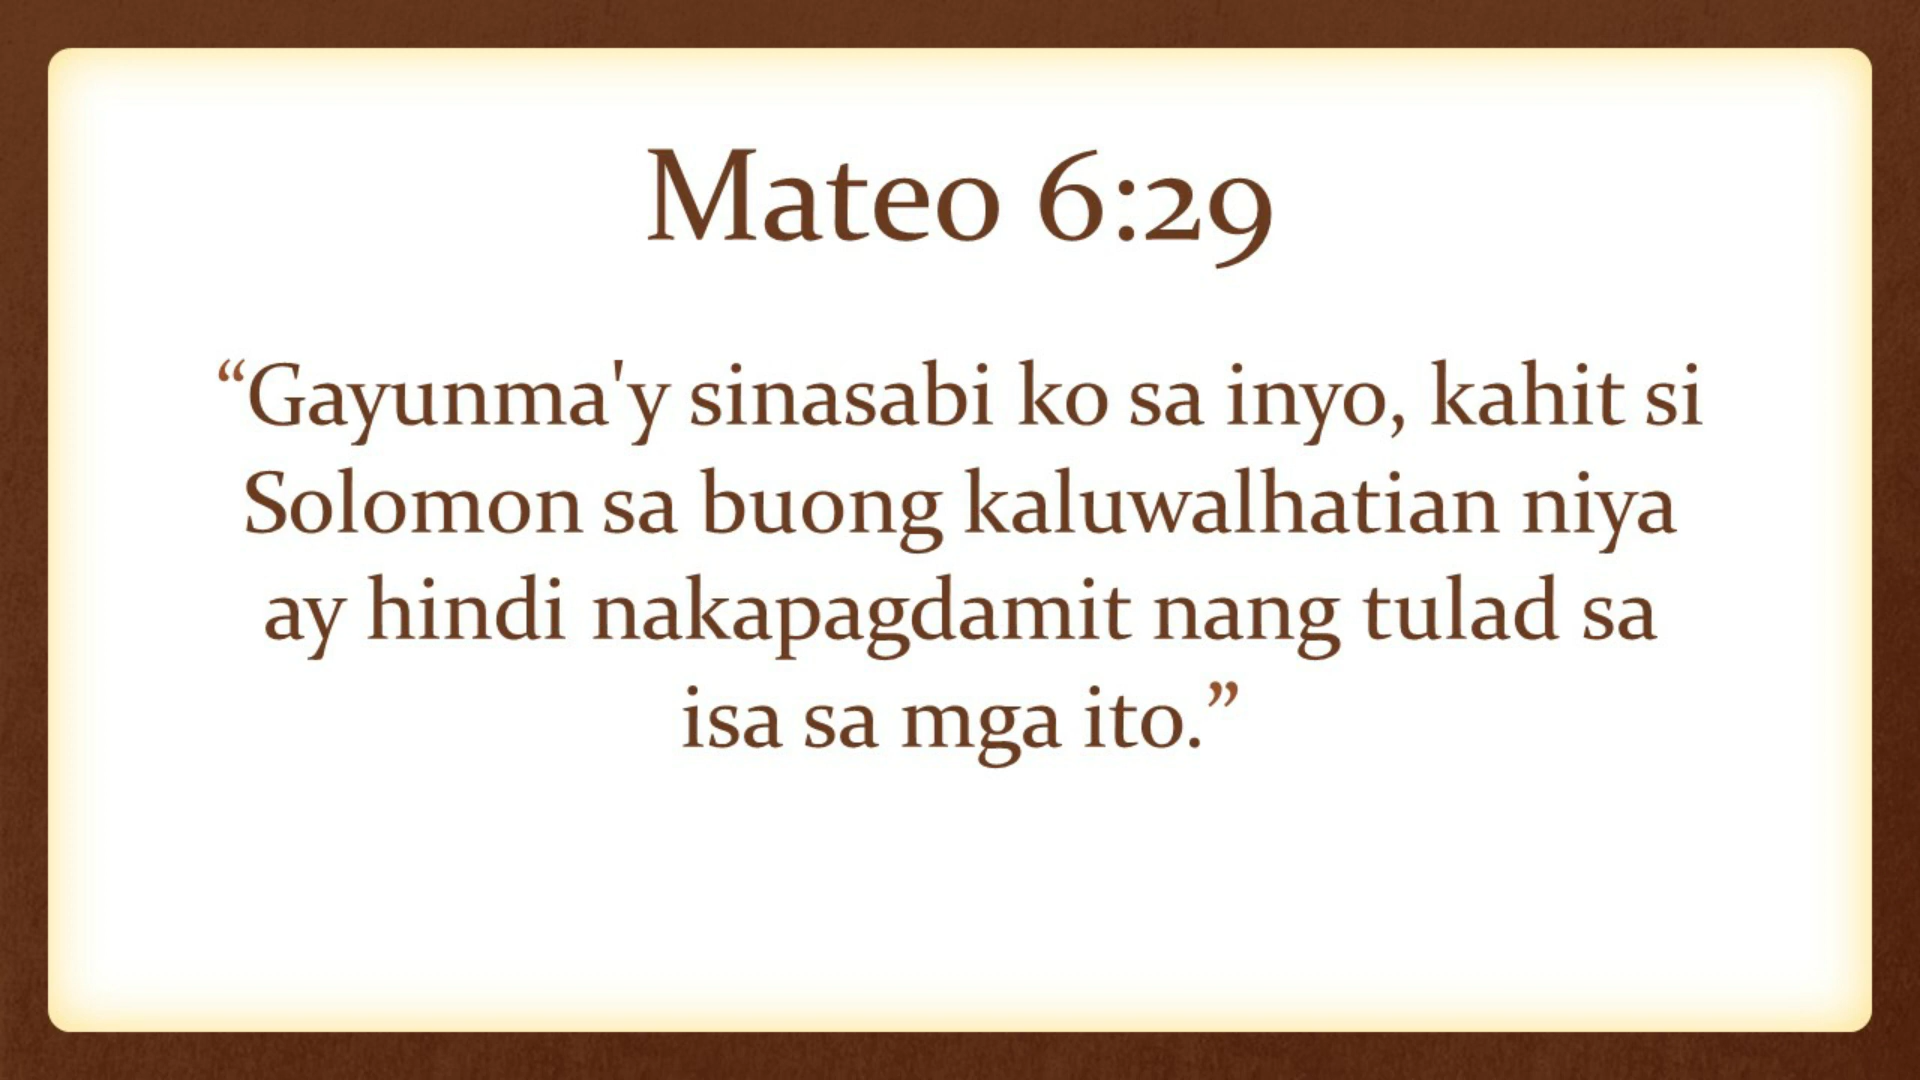 Mateo 6:29
“Gayunma'y sinasabi ko sa inyo, kahit si
Solomon sa buong kaluwalhatian niya
ay hindi nakapagdamit nang tulad sa
isa sa mga ito.”